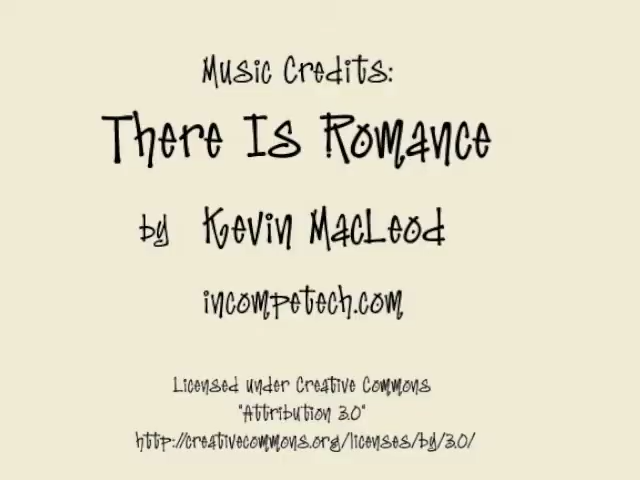 Music Credits:
There Is Romance
by Kevin MacLeod
incompetech.com
Licensed under Creative Commons
"Attribution 3.0"
http://creativecommons.org/licenses/by/3.0/